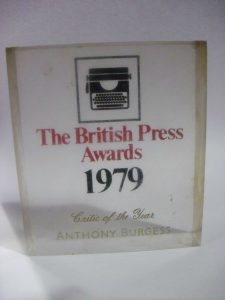 The British Press
Awards
1979
Critic of the Year
ANTHONY BURGESS